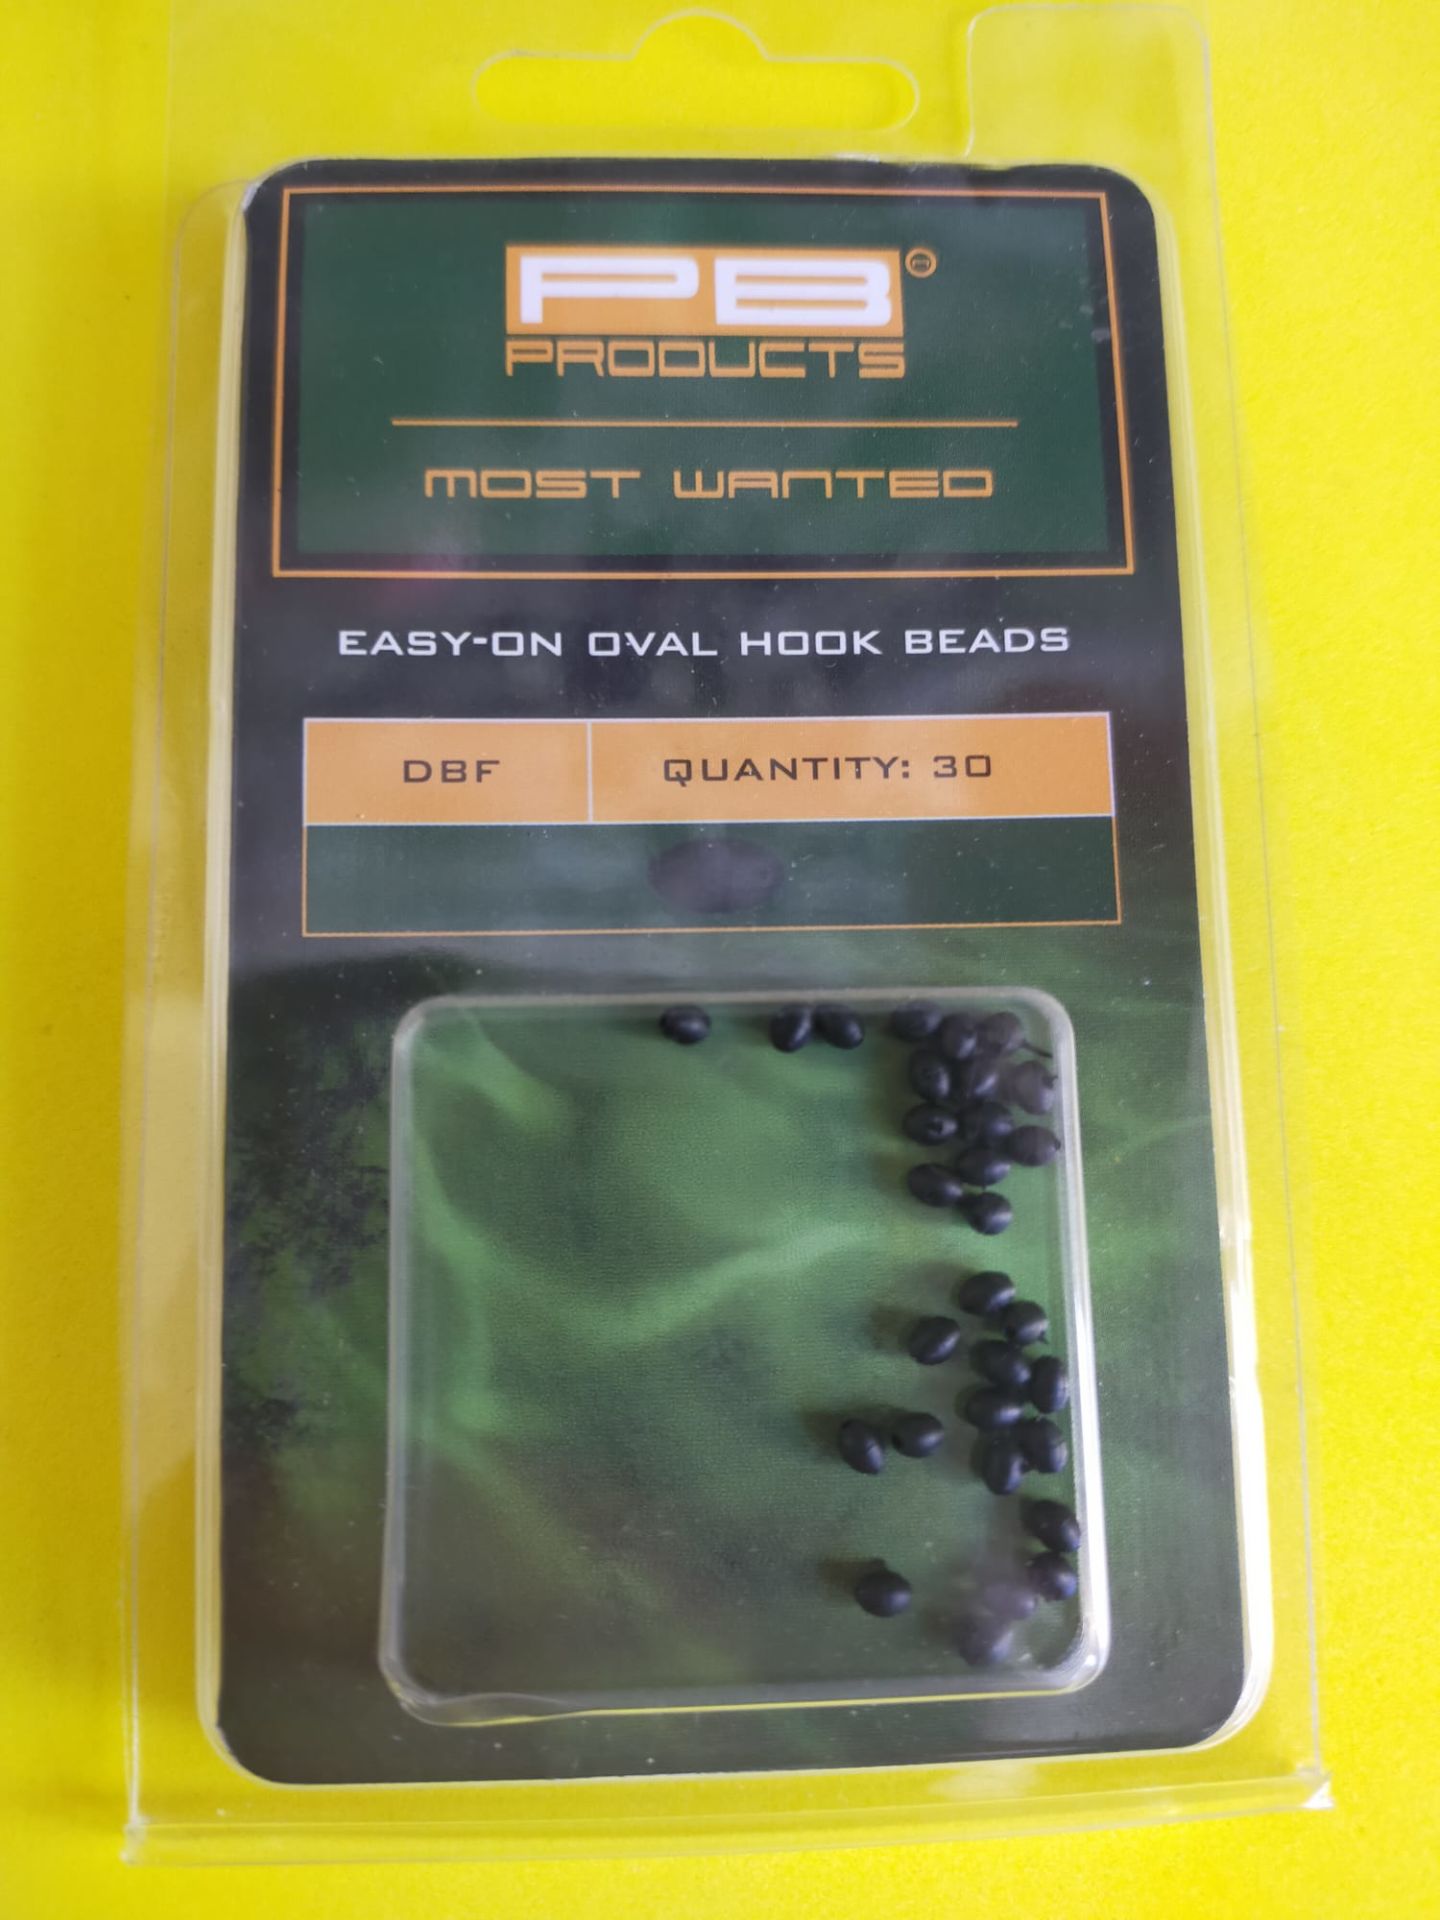 PB®
PRODUCTS
MOST WANTED
EASY-ON OVAL HOOK BEADS
DBF QUANTITY: 30